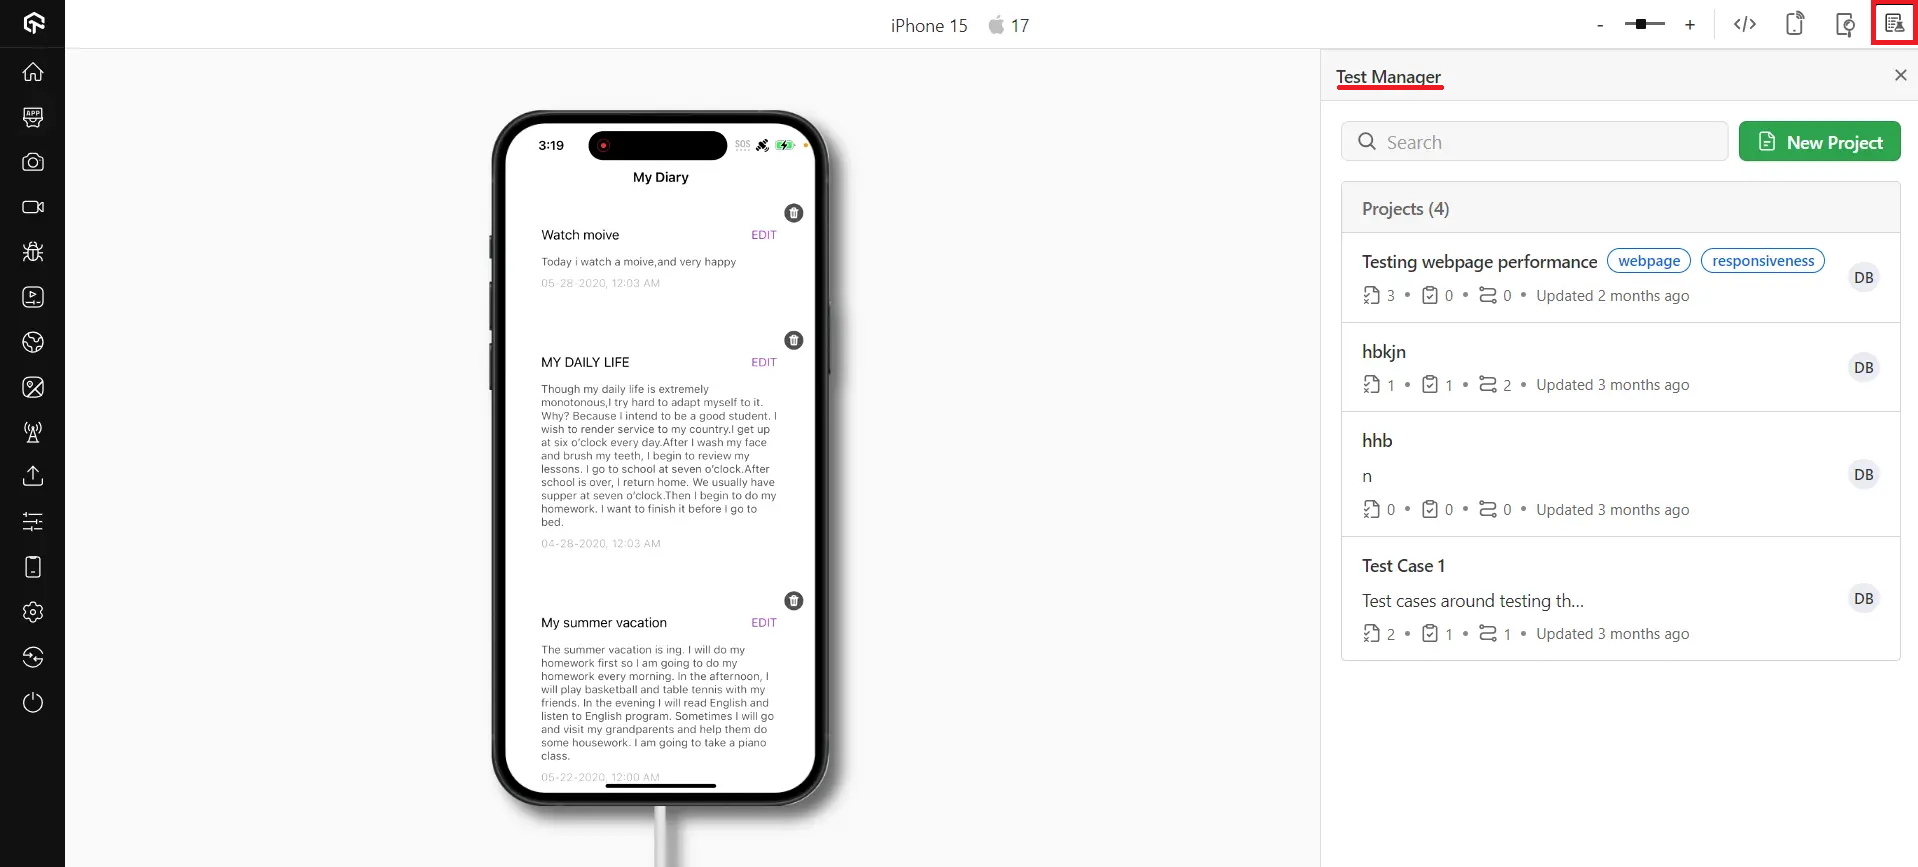 iPhone 15 17
- +
APP
Test Manager
Search
New Project
Projects (4)
Testing webpage performance webpage responsiveness
DB
3 • 0 • 0 • Updated 2 months ago
hbkjn
DB
1 • 1 • 2 • Updated 3 months ago
hhb
n
DB
0 • 0 • 0 • Updated 3 months ago
Test Case 1
Test cases around testing th...
DB
2 • 1 • 1 • Updated 3 months ago
3:19 SOS
My Diary
Watch moive EDIT
Today i watch a moive,and very happy
05-28-2020, 12:03 AM
MY DAILY LIFE EDIT
Though my daily life is extremely
monotonous,I try hard to adapt myself to it.
Why? Because I intend to be a good student. I
wish to render service to my country.I get up
at six o'clock every day.After I wash my face
and brush my teeth, I begin to review my
lessons. I go to school at seven o'clock.After
school is over, I return home. We usually have
supper at seven o'clock.Then I begin to do my
homework. I want to finish it before I go to
bed.
04-28-2020, 12:03 AM
My summer vacation EDIT
The summer vacation is ing. I will do my
homework first so I am going to do my
homework every morning. In the afternoon, I
will play basketball and table tennis with my
friends. In the evening I will read English and
listen to English program. Sometimes I will go
and visit my grandparents and help them do
some housework. I am going to take a piano
class.
05-22-2020, 12:00 AM